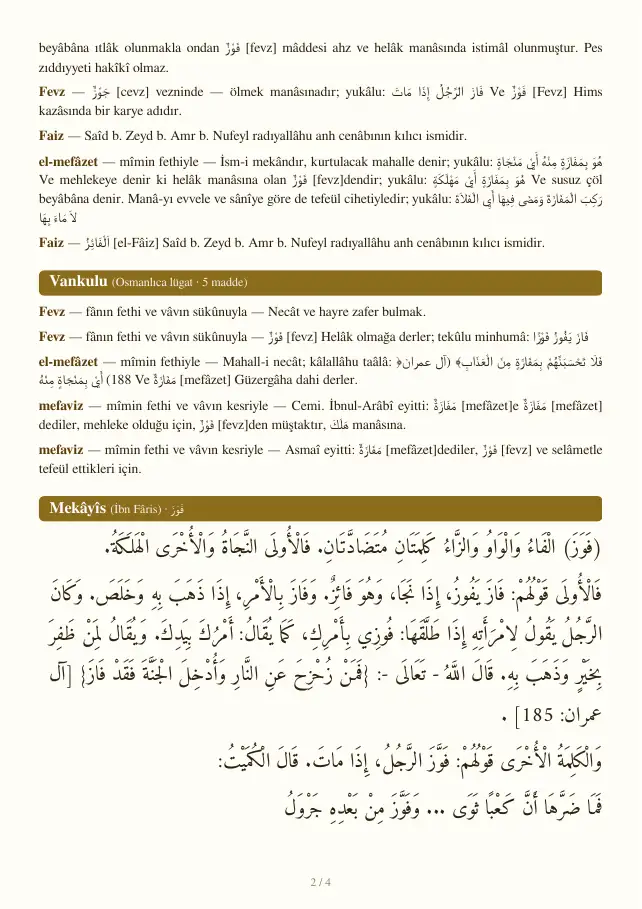 beyâbâna ıtlâk olunmakla ondan فَوْزٌ [fevz] mâddesi ahz ve helâk manâsında istimâl olunmuştur. Pes
zıddıyyeti hakîkî olmaz.
Fevz — جَوْزٌ [cevz] vezninde — ölmek manâsınadır; yukâlu: فَازَ الرَّجُلُ إِذَا مَاتَ Ve فَوْزٌ [Fevz] Hims
kazâsında bir karye adıdır.
Faiz — Saîd b. Zeyd b. Amr b. Nufeyl radıyallâhu anh cenâbının kılıcı ismidir.
el-mefâzet — mîmin fethiyle — İsm-i mekândır, kurtulacak mahalle denir; yukâlu: هُوَ بِمَفَازَةٍ مِنْهُ أَيْ مَنْجَاةٍ
Ve mehlekeye denir ki helâk manâsına olan فَوْزٌ [fevz]dendir; yukâlu: هُوَ بِمَفَازَةٍ أَيْ مَهْلَكَةٍ Ve susuz çöl
beyâbâna denir. Manâ-yı evvele ve sânîye göre de tefeül cihetiyledir; yukâlu: رَكِبَ الْمَفَازَةَ وَمَضَى فِيهَا أَيِ الْفَلَاةَ
لَا مَاءَ بِهَا
Faiz — اَلْفَائِزُ [el-Fâiz] Saîd b. Zeyd b. Amr b. Nufeyl radıyallâhu anh cenâbının kılıcı ismidir.
Vankulu (Osmanlıca lügat · 5 madde)
Fevz — fânın fethi ve vâvın sükûnuyla — Necât ve hayre zafer bulmak.
Fevz — fânın fethi ve vâvın sükûnuyla — فَوْزٌ [fevz] Helâk olmağa derler; tekûlu minhumâ: فَازَ يَفُوزُ فَوْزًا
el-mefâzet — mîmin fethiyle — Mahall-i necât; kâlallâhu taâlâ: فَلَا تَحْسَبَنَّهُمْ بِمَفَازَةٍ مِنَ الْعَذَابِ﴾ (آل عمران﴿
188) أَيْ بِمَنْجَاةٍ مِنْهُ Ve مَفَازَةٌ [mefâzet] Güzergâha dahi derler.
mefaviz — mîmin fethi ve vâvın kesriyle — Cemi. İbnul-Arâbî eyitti: مَفَازَةٌ [mefâzet]e مَفَازَةٌ [mefâzet]
dediler, mehleke olduğu için, فَوْزٌ [fevz]den müştaktır, هَلَكَ manâsına.
mefaviz — mîmin fethi ve vâvın kesriyle — Asmaî eyitti: مَفَازَةٌ [mefâzet]dediler, فَوْزٌ [fevz] ve selâmetle
tefeül ettikleri için.
Mekâyîs (İbn Fâris) · فَوَزَ
(فَوَزَ) الْفَاءُ وَالْوَاوُ وَالزَّاءُ كَلِمَتَانِ مُتَضَادَّتَانِ. فَالْأُولَى النَّجَاةُ وَالْأُخْرَى الْهَلَكَةُ.
فَالْأُولَى قَوْلُهُمْ: فَازَ يَفُوزُ، إِذَا نَجَا، وَهُوَ فَائِزٌ. وَفَازَ بِالْأَمْرِ، إِذَا ذَهَبَ بِهِ وَخَلَصَ. وَكَانَ
الرَّجُلُ يَقُولُ لِامْرَأَتِهِ إِذَا طَلَّقَهَا: فُوزِي بِأَمْرِكِ، كَمَا يُقَالُ: أَمْرُكِ بِيَدِكِ. وَيُقَالُ لِمَنْ ظَفِرَ
بِخَيْرٍ وَذَهَبَ بِهِ. قَالَ اللَّهُ - تَعَالَى -: {فَمَنْ زُحْزِحَ عَنِ النَّارِ وَأُدْخِلَ الْجَنَّةَ فَقَدْ فَازَ} [آل
عمران: 185] .
وَالْكَلِمَةُ الْأُخْرَى قَوْلُهُمْ: فَوَّزَ الرَّجُلُ، إِذَا مَاتَ. قَالَ الْكُمَيْتُ:
فَمَا ضَرَّهَا أَنَّ كَعْبًا ثَوَى ... وَفَوَّزَ مِنْ بَعْدِهِ جَرْوَلُ
2 / 4